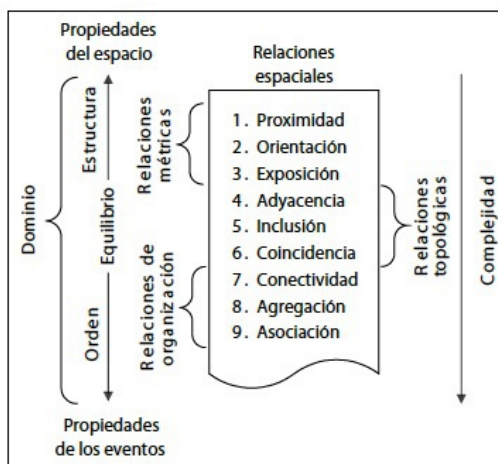 Propiedades
del espacio
Relaciones
espaciales
Dominio
Estructura
Equilibrio
Orden
Relaciones
métricas
Relaciones de
organización
1. Proximidad
2. Orientación
3. Exposición
4. Adyacencia
5. Inclusión
6. Coincidencia
7. Conectividad
8. Agregación
9. Asociación
Relaciones
topológicas
Complejidad
Propiedades
de los eventos